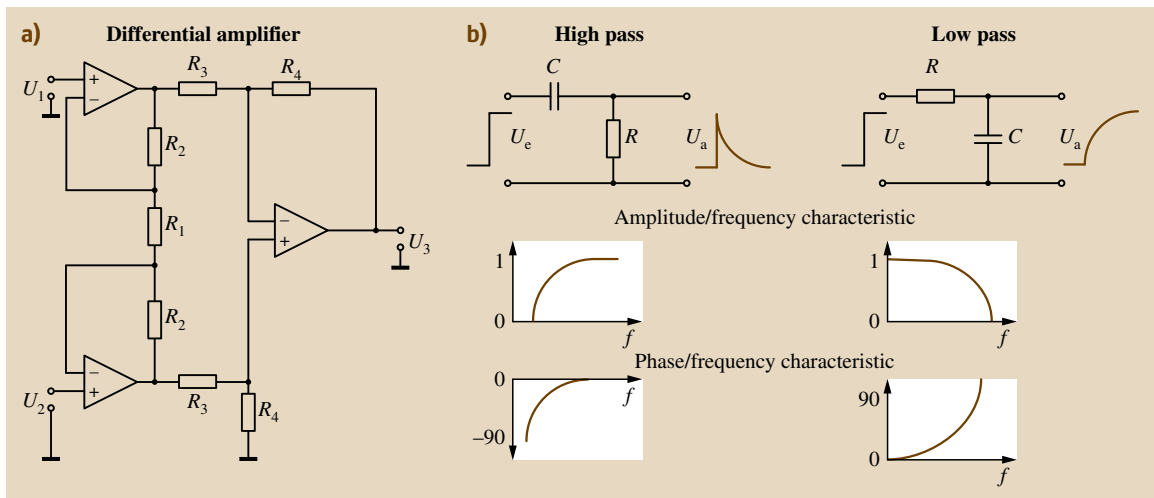 a)
Differential amplifier
R3
R4
U1
+
−
R2
R1
−
+
U3
R2
−
+
U2
R3
R4
b)
High pass
Low pass
C
R
Ue
R
Ua
Ue
C
Ua
Amplitude/frequency characteristic
1
0
f
1
0
f
Phase/frequency characteristic
0
–90
f
90
0
f